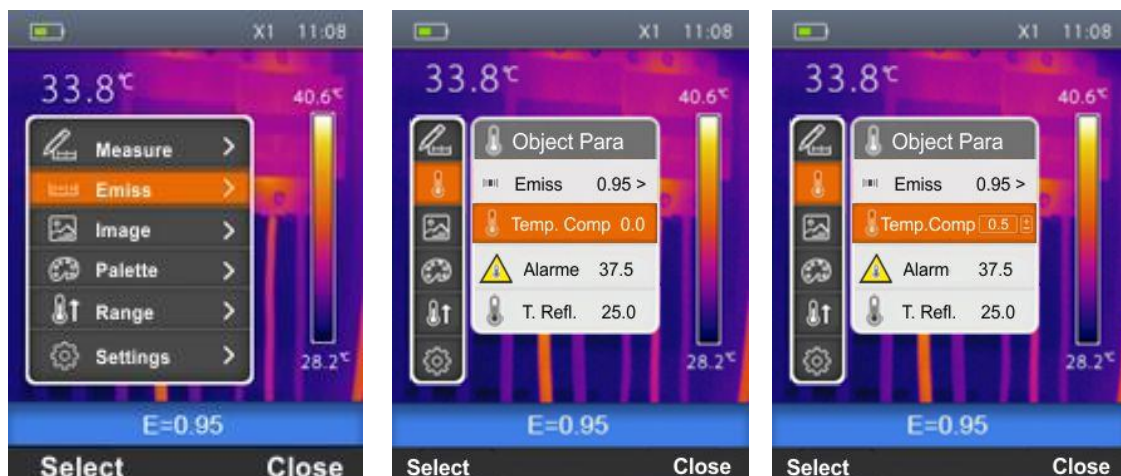 X1 11:08
33.8℃
40.6℃
Measure >
Emiss >
Image >
Palette >
Range >
Settings >
28.2℃
E=0.95
Select Close
X1 11:08
33.8℃
40.6℃
Object Para
Emiss 0.95 >
Temp. Comp 0.0
Alarme 37.5
T. Refl. 25.0
28.2℃
E=0.95
Select Close
X1 11:08
33.8℃
40.6℃
Object Para
Emiss 0.95 >
Temp.Comp 0.5 ±
Alarm 37.5
T. Refl. 25.0
28.2℃
E=0.95
Select Close